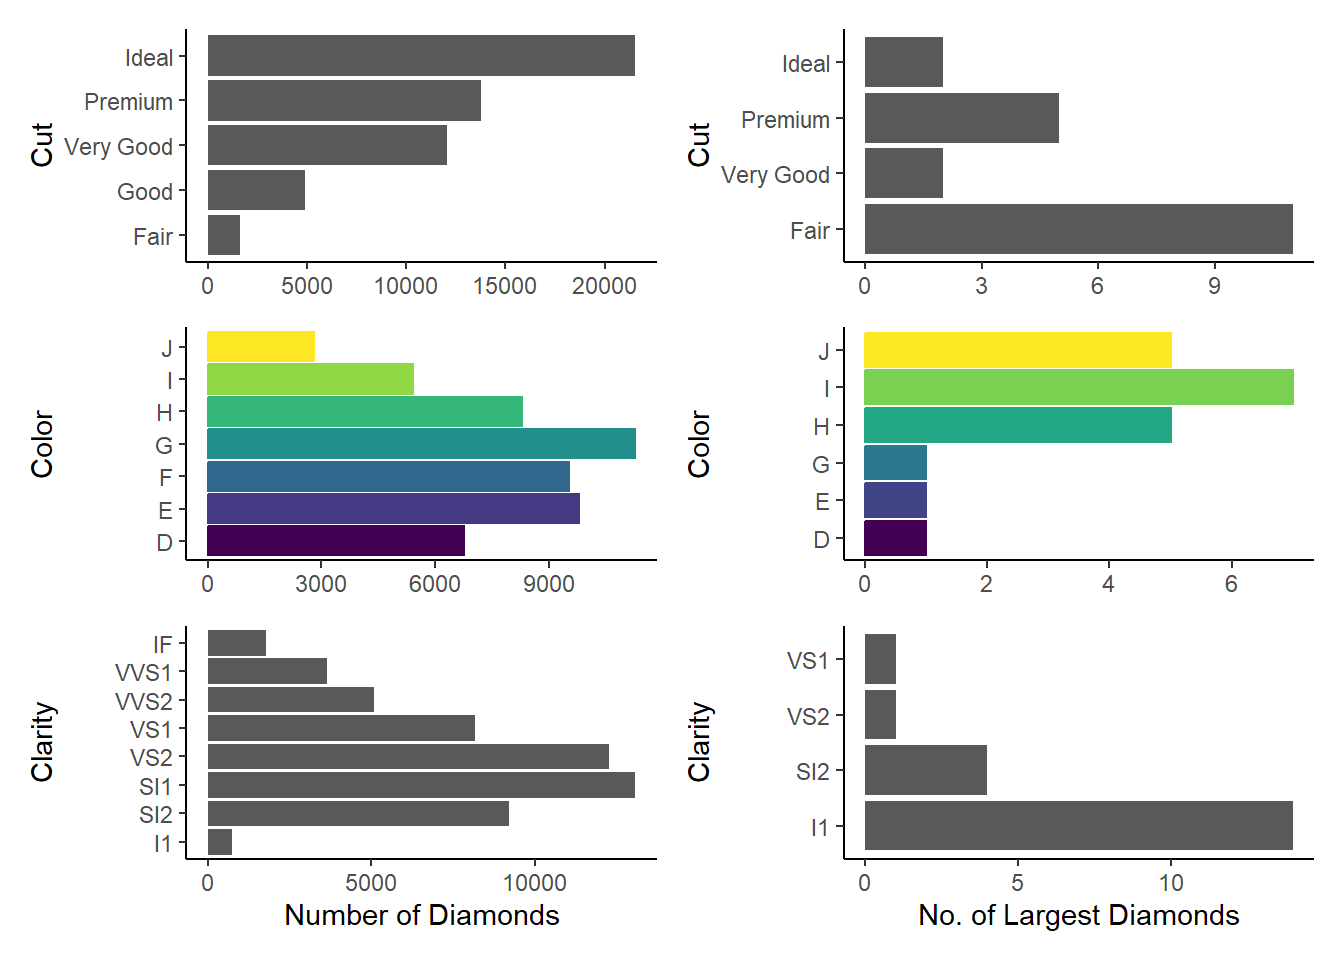 Cut
Ideal
Premium
Very Good
Good
Fair
0 5000 10000 15000 20000
Cut
Ideal
Premium
Very Good
Fair
0 3 6 9
Color
J
I
H
G
F
E
D
0 3000 6000 9000
Color
J
I
H
G
E
D
0 2 4 6
Clarity
IF
VVS1
VVS2
VS1
VS2
SI1
SI2
I1
0 5000 10000
Number of Diamonds
Clarity
VS1
VS2
SI2
I1
0 5 10
No. of Largest Diamonds